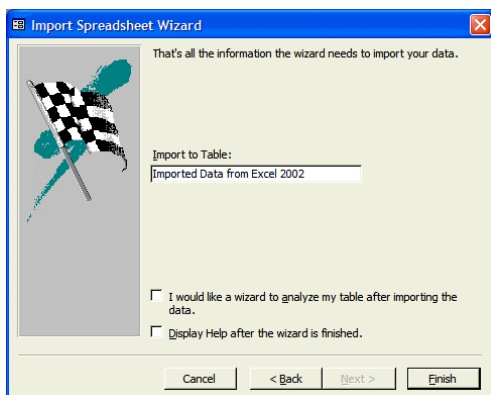 Import Spreadsheet Wizard
That's all the information the wizard needs to import your data.
Import to Table:
Imported Data from Excel 2002
I would like a wizard to analyze my table after importing the
data.
Display Help after the wizard is finished.
Cancel < Back Next > Finish